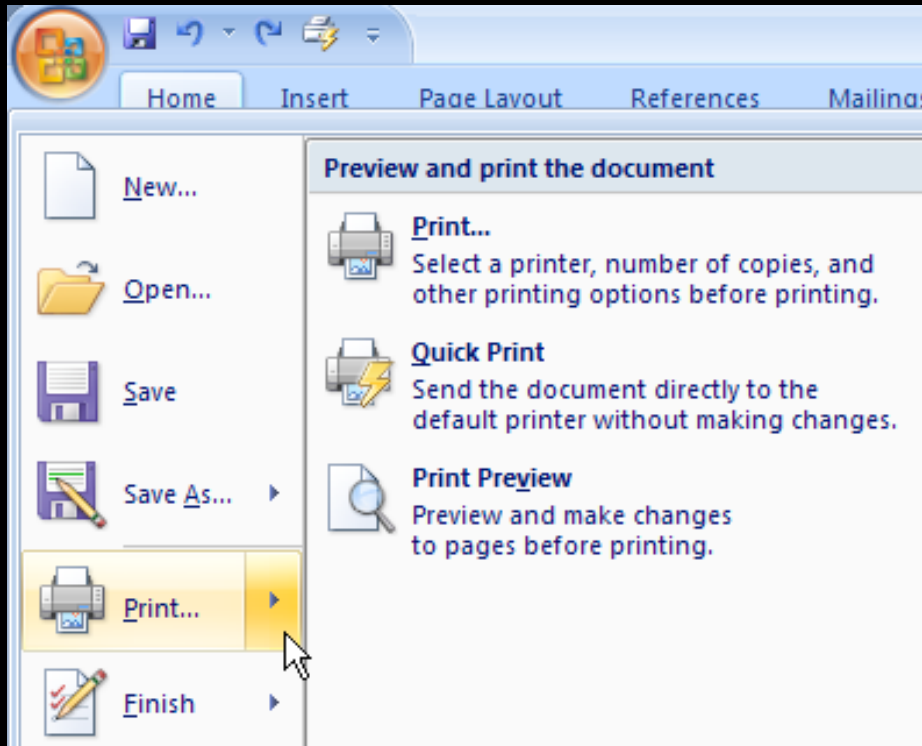 Home Insert Page Layout References Mailings
New...
Open...
Save
Save As...
Print...
Finish
Preview and print the document
Print...
Select a printer, number of copies, and
other printing options before printing.
Quick Print
Send the document directly to the
default printer without making changes.
Print Preview
Preview and make changes
to pages before printing.